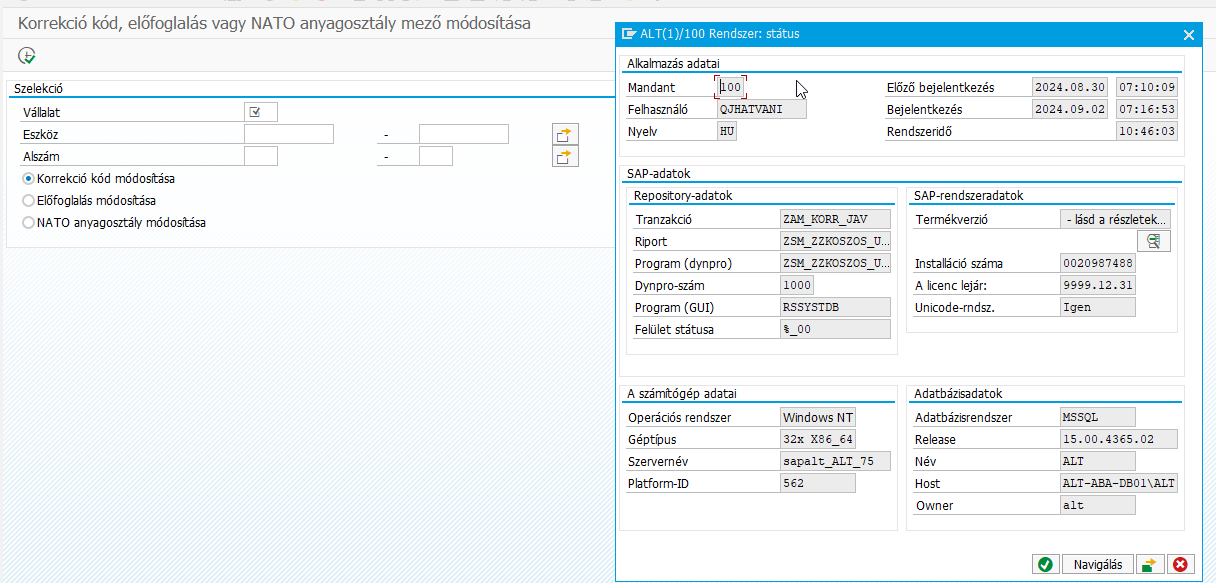 Korrekció kód, előfoglalás vagy NATO anyagosztály mező módosítása
Szelekció
Vállalat
Eszköz -
Alszám -
Korrekció kód módosítása
Előfoglalás módosítása
NATO anyagosztály módosítása
ALT(1)/100 Rendszer: státus
Alkalmazás adatai
Mandant 100 Előző bejelentkezés 2024.08.30 07:10:09
Felhasználó QJHATVANI Bejelentkezés 2024.09.02 07:16:53
Nyelv HU Rendszeridő 10:46:03
SAP-adatok
Repository-adatok
Tranzakció ZAM_KORR_JAV
Riport ZSM_ZZKOSZOS_U...
Program (dynpro) ZSM_ZZKOSZOS_U...
Dynpro-szám 1000
Program (GUI) RSSYSTDB
Felület státusa %_00
SAP-rendszeradatok
Termékverzió - lásd a részletek...
Installáció száma 0020987488
A licenc lejár: 9999.12.31
Unicode-rndsz. Igen
A számítógép adatai
Operációs rendszer Windows NT
Géptípus 32x X86_64
Szervernév sapalt_ALT_75
Platform-ID 562
Adatbázisadatok
Adatbázisrendszer MSSQL
Release 15.00.4365.02
Név ALT
Host ALT-ABA-DB01\ALT
Owner alt
Navigálás